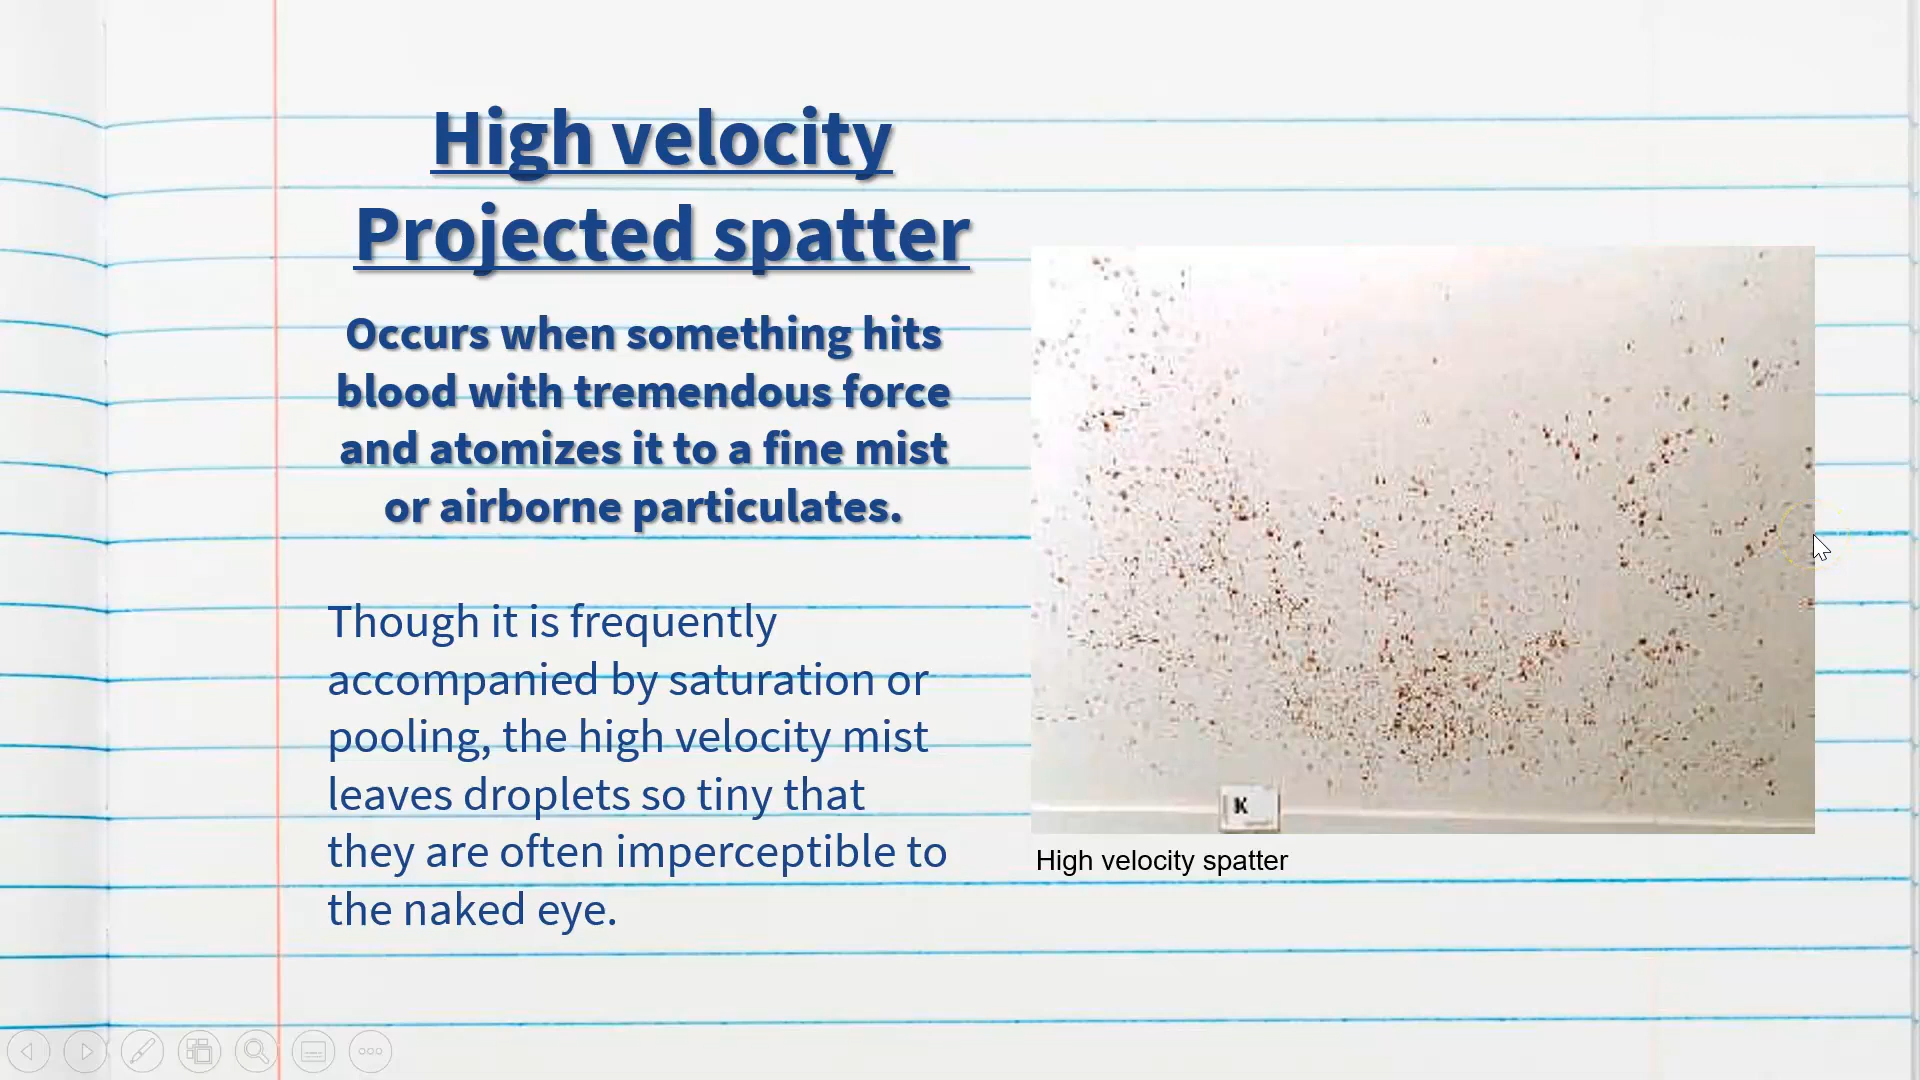 High velocity
Projected spatter
Occurs when something hits
blood with tremendous force
and atomizes it to a fine mist
or airborne particulates.
Though it is frequently
accompanied by saturation or
pooling, the high velocity mist
leaves droplets so tiny that
they are often imperceptible to
the naked eye.
K
High velocity spatter